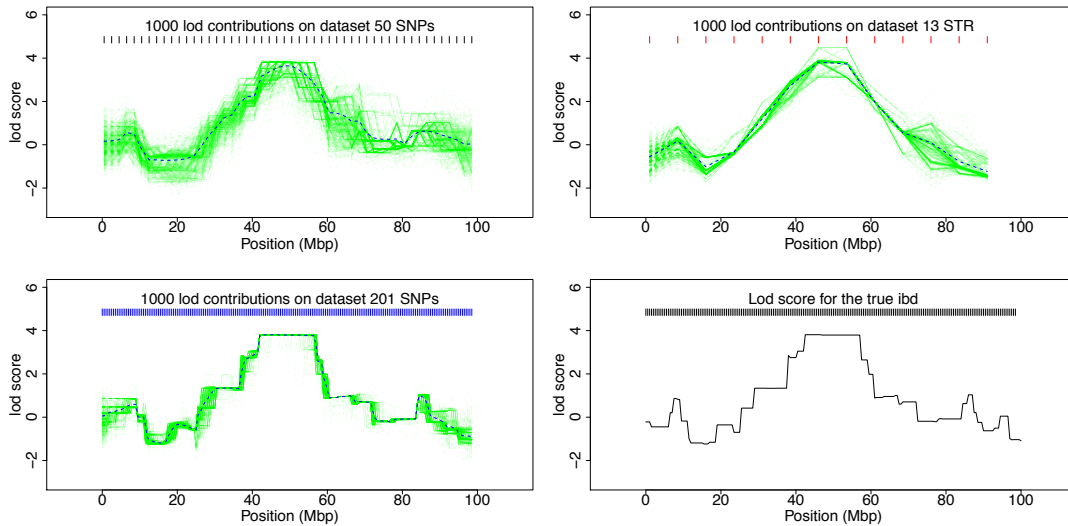 1000 lod contributions on dataset 50 SNPs
lod score
6
4
2
0
−2
0 20 40 60 80 100
Position (Mbp)
1000 lod contributions on dataset 13 STR
lod score
6
4
2
0
−2
0 20 40 60 80 100
Position (Mbp)
1000 lod contributions on dataset 201 SNPs
lod score
6
4
2
0
−2
0 20 40 60 80 100
Position (Mbp)
Lod score for the true ibd
lod score
6
4
2
0
−2
0 20 40 60 80 100
Position (Mbp)